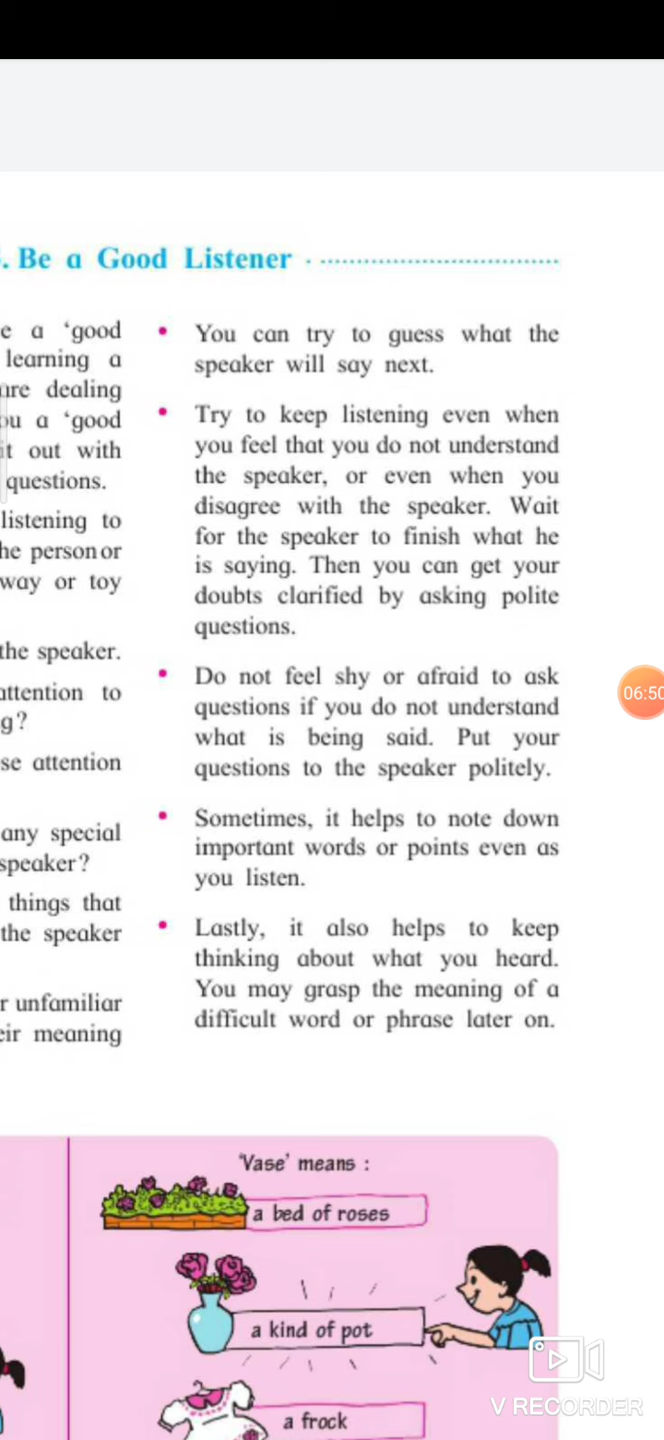 . Be a Good Listener
e a ‘good
learning a
are dealing
ou a ‘good
it out with
questions.
listening to
he person or
way or toy
the speaker.
attention to
g?
se attention
any special
speaker?
things that
the speaker
r unfamiliar
eir meaning
• You can try to guess what the
speaker will say next.
• Try to keep listening even when
you feel that you do not understand
the speaker, or even when you
disagree with the speaker. Wait
for the speaker to finish what he
is saying. Then you can get your
doubts clarified by asking polite
questions.
• Do not feel shy or afraid to ask
questions if you do not understand
what is being said. Put your
questions to the speaker politely.
• Sometimes, it helps to note down
important words or points even as
you listen.
• Lastly, it also helps to keep
thinking about what you heard.
You may grasp the meaning of a
difficult word or phrase later on.
‘Vase’ means :
a bed of roses
a kind of pot
a frock
06:50
V RECORDER